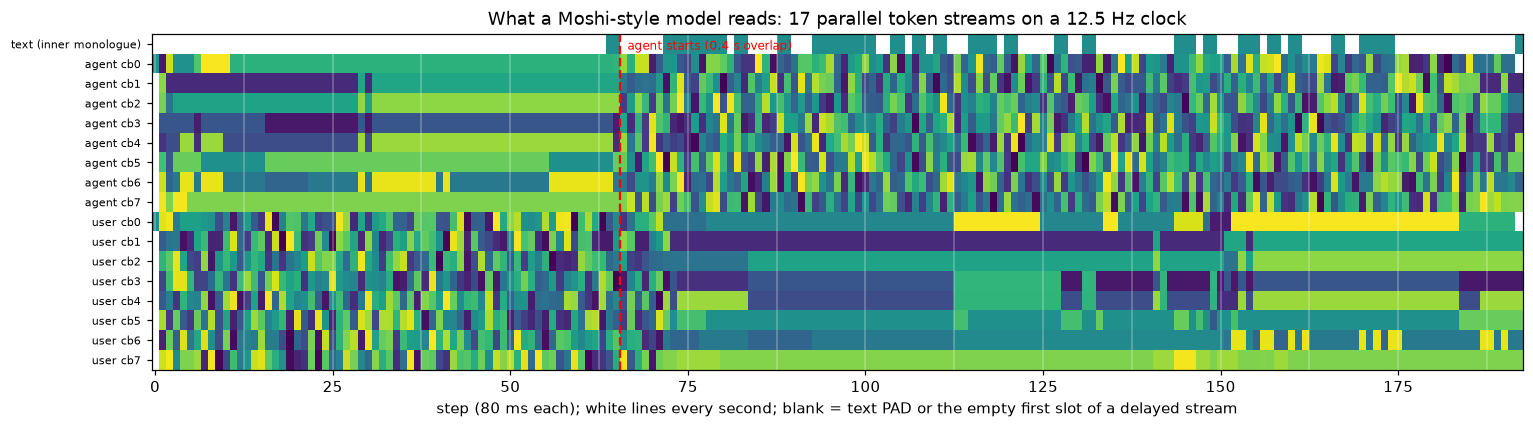 What a Moshi-style model reads: 17 parallel token streams on a 12.5 Hz clock
text (inner monologue)
agent starts (0.4 s overlap)
agent cb0
agent cb1
agent cb2
agent cb3
agent cb4
agent cb5
agent cb6
agent cb7
user cb0
user cb1
user cb2
user cb3
user cb4
user cb5
user cb6
user cb7
0 25 50 75 100 125 150 175
step (80 ms each); white lines every second; blank = text PAD or the empty first slot of a delayed stream